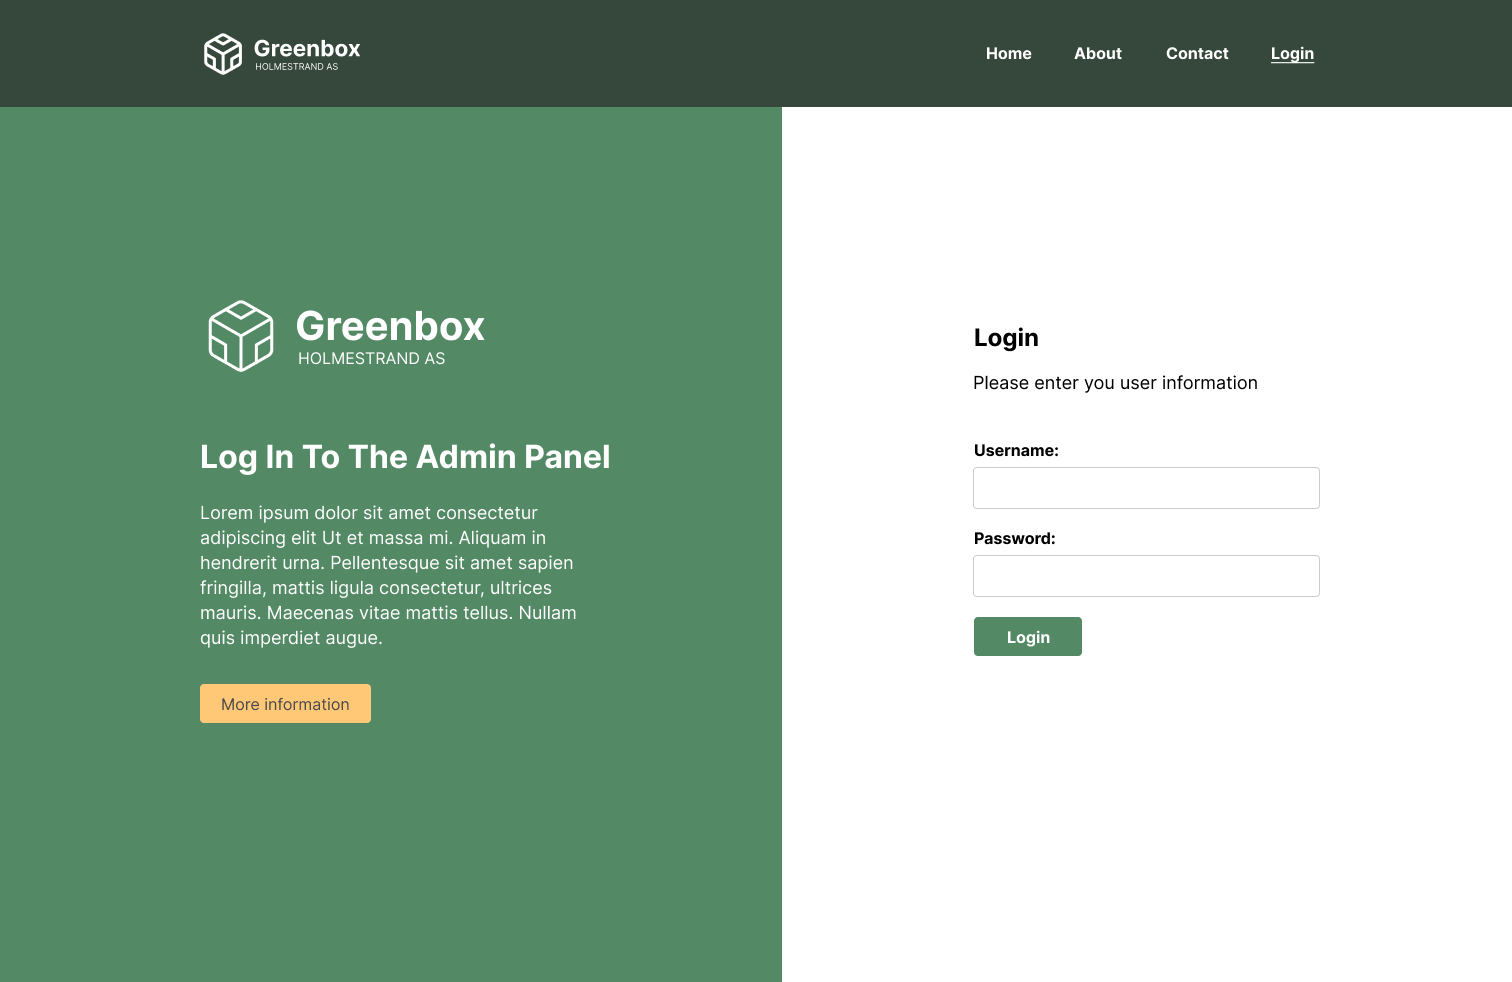 Greenbox
HOLMESTRAND AS
Home About Contact Login
Greenbox
HOLMESTRAND AS
Log In To The Admin Panel
Lorem ipsum dolor sit amet consectetur
adipiscing elit Ut et massa mi. Aliquam in
hendrerit urna. Pellentesque sit amet sapien
fringilla, mattis ligula consectetur, ultrices
mauris. Maecenas vitae mattis tellus. Nullam
quis imperdiet augue.
More information
Login
Please enter you user information
Username:
Password:
Login